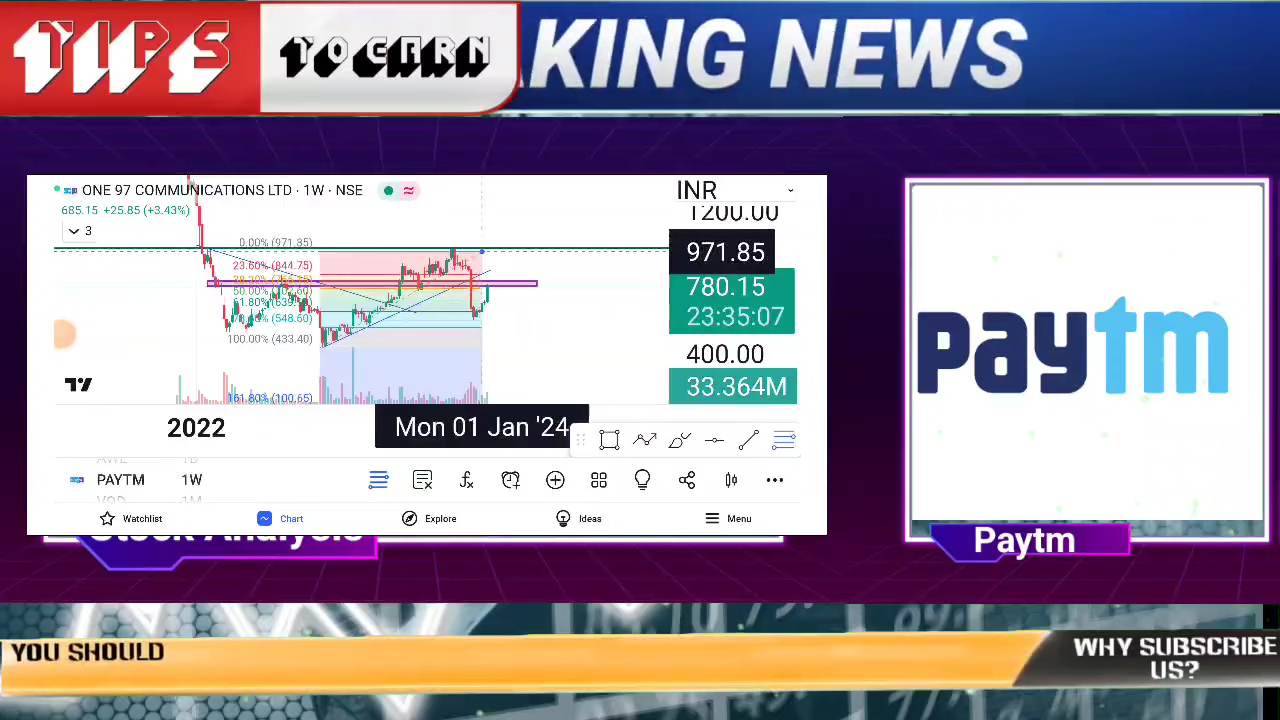 TIPS
TO EARN
KING NEWS
ONE 97 COMMUNICATIONS LTD · 1W · NSE
685.15 +25.85 (+3.43%)
3
INR
1200.00
971.85
780.15
23:35:07
400.00
33.364M
0.00% (971.85)
23.60% (844.75)
100.00% (433.40)
161.80% (100.65)
2022
Mon 01 Jan '24
PAYTM 1W
Watchlist
Chart
Explore
Ideas
Menu
Stock Analysis
paytm
Paytm
YOU SHOULD
WHY SUBSCRIBE
US?